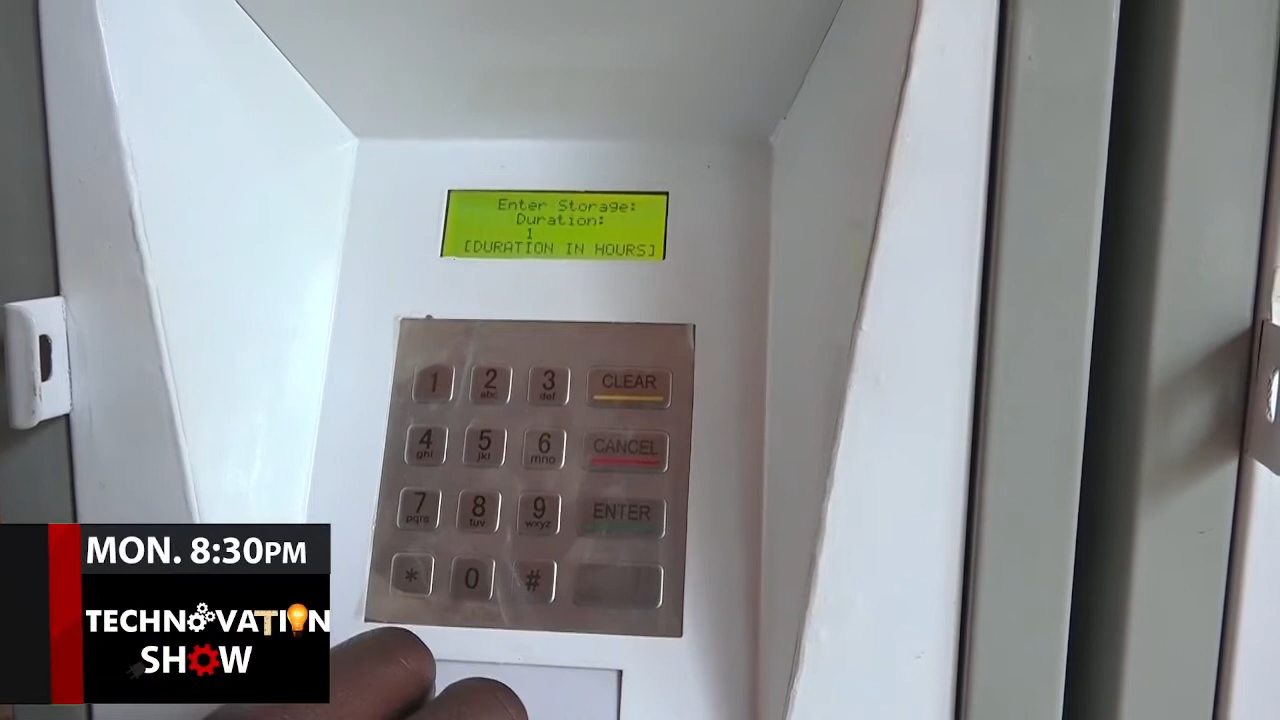 Enter Storage:
Duration:
1
[DURATION IN HOURS]
1
2
abc
3
def
CLEAR
4
ghi
5
jkl
6
mno
CANCEL
7
pqrs
8
tuv
9
wxyz
ENTER
*
0
#
MON. 8:30PM
TECHNOVATION
SHOW